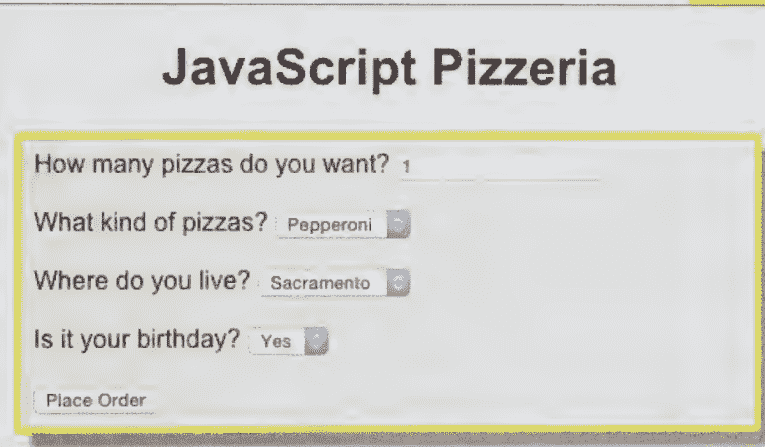 JavaScript Pizzeria
How many pizzas do you want? 1
What kind of pizzas? Pepperoni
Where do you live? Sacramento
Is it your birthday? Yes
Place Order